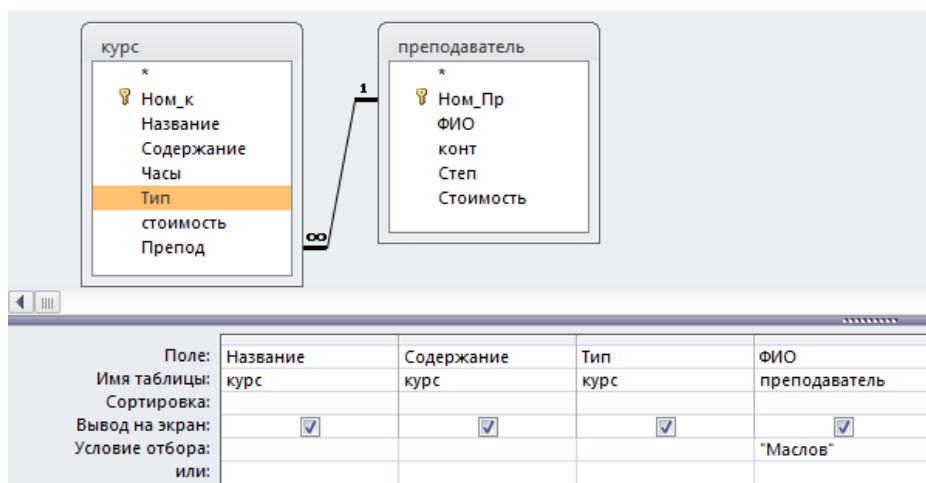 курс
*
Ном_к
Название
Содержание
Часы
Тип
стоимость
Препод
преподаватель
*
Ном_Пр
ФИО
конт
Степ
Стоимость
1
∞
Поле: Название Содержание Тип ФИО
Имя таблицы: курс курс курс преподаватель
Сортировка:
Вывод на экран:
Условие отбора: "Маслов"
или: